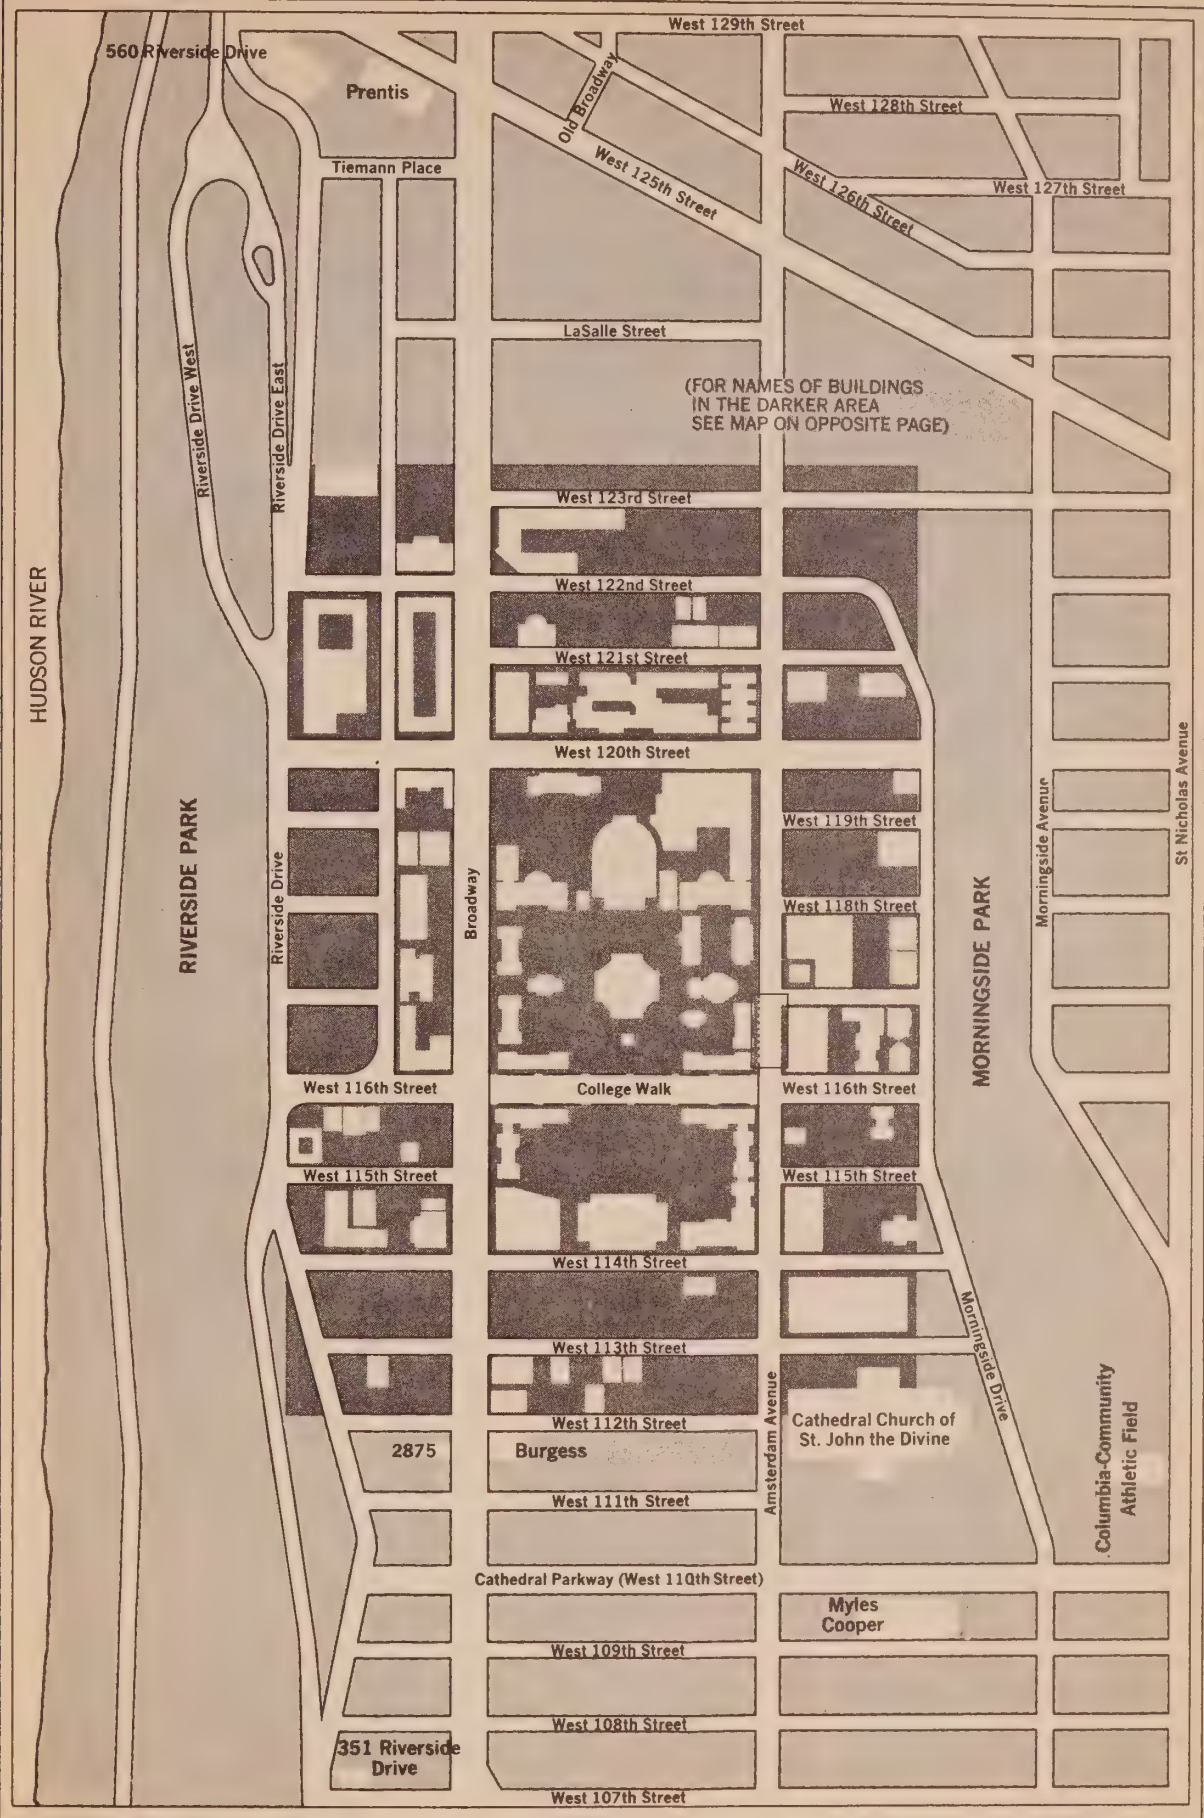 West 129th Street
560 Riverside Drive
Prentis
Old Broadway
West 128th Street
Tiemann Place
West 125th Street
West 126th Street
West 127th Street
LaSalle Street
Riverside Drive West
Riverside Drive East
(FOR NAMES OF BUILDINGS
IN THE DARKER AREA
SEE MAP ON OPPOSITE PAGE)
West 123rd Street
West 122nd Street
HUDSON RIVER
West 121st Street
West 120th Street
St Nicholas Avenue
West 119th Street
RIVERSIDE PARK
Riverside Drive
Broadway
Morningside Avenue
West 118th Street
MORNINGSIDE PARK
West 116th Street
College Walk
West 116th Street
West 115th Street
West 115th Street
West 114th Street
Morningside Drive
West 113th Street
Amsterdam Avenue
West 112th Street
Cathedral Church of
St. John the Divine
Columbia-Community
Athletic Field
2875
Burgess
West 111th Street
Cathedral Parkway (West 110th Street)
Myles
Cooper
West 109th Street
West 108th Street
351 Riverside
Drive
West 107th Street